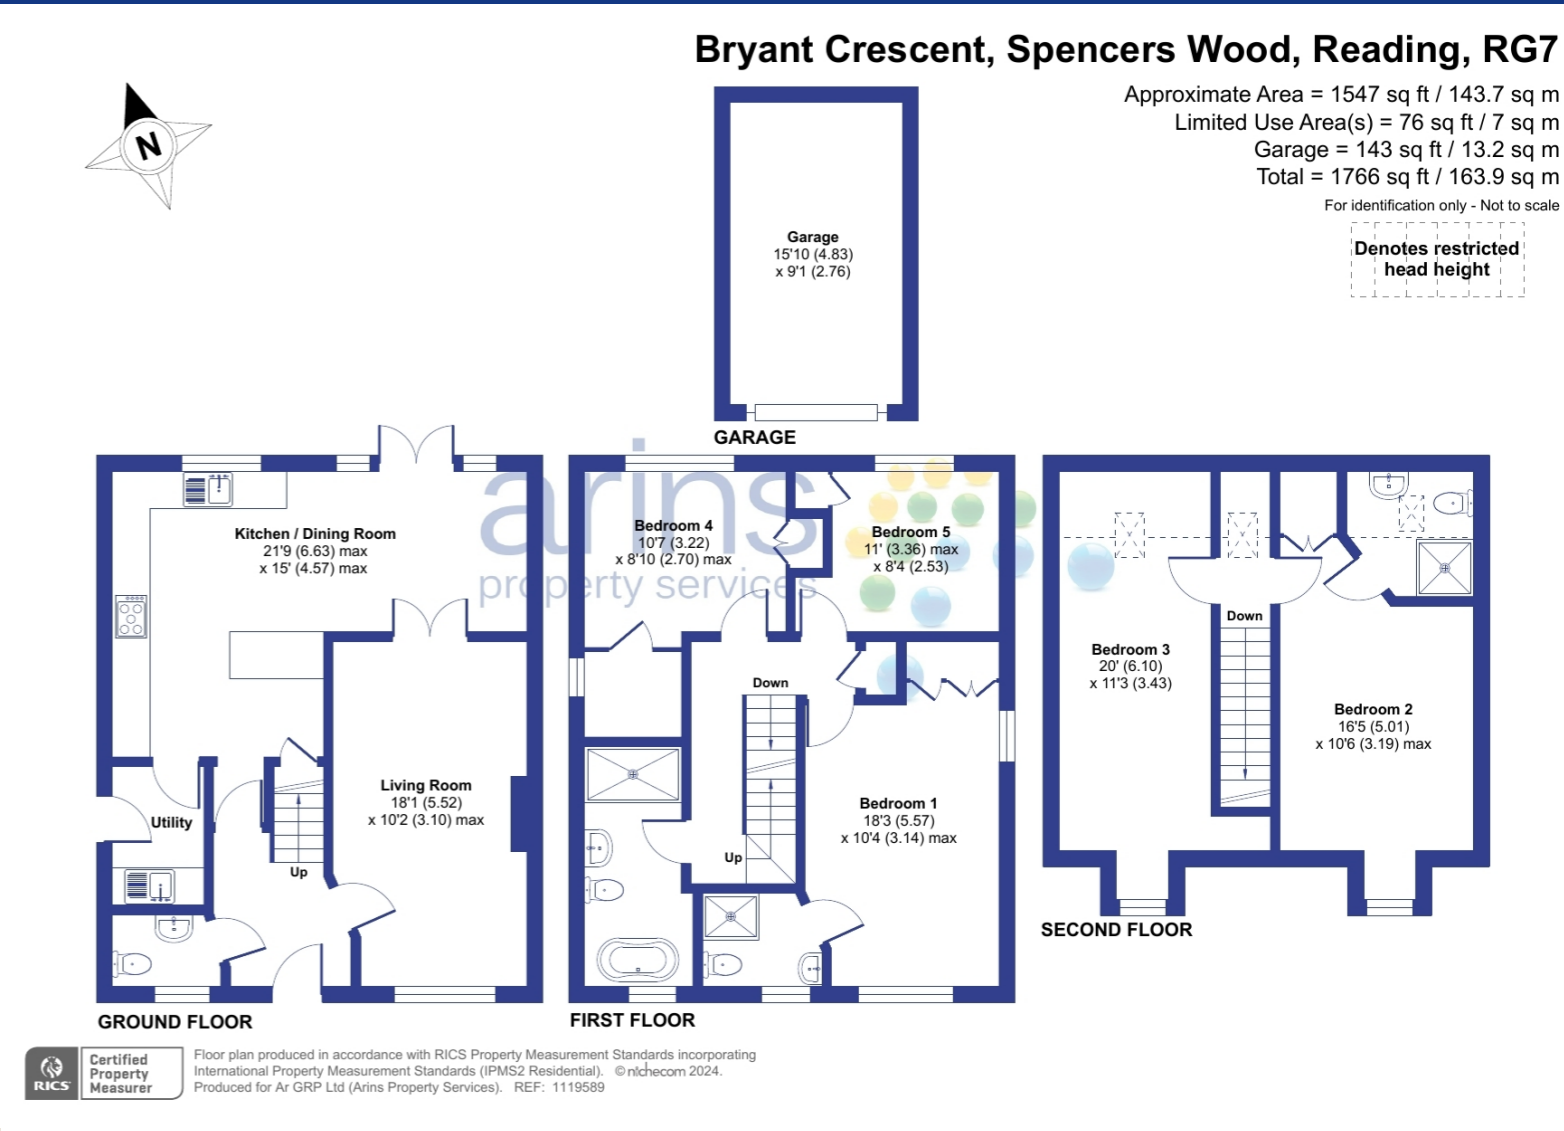 Bryant Crescent, Spencers Wood, Reading, RG7
Approximate Area = 1547 sq ft / 143.7 sq m
Limited Use Area(s) = 76 sq ft / 7 sq m
Garage = 143 sq ft / 13.2 sq m
Total = 1766 sq ft / 163.9 sq m
For identification only - Not to scale
Denotes restricted
head height
N
Garage
15'10 (4.83)
x 9'1 (2.76)
GARAGE
arins
property services
Kitchen / Dining Room
21'9 (6.63) max
x 15' (4.57) max
Living Room
18'1 (5.52)
x 10'2 (3.10) max
Utility
Up
GROUND FLOOR
Bedroom 4
10'7 (3.22)
x 8'10 (2.70) max
Bedroom 5
11' (3.36) max
x 8'4 (2.53)
Down
Bedroom 1
18'3 (5.57)
x 10'4 (3.14) max
Up
FIRST FLOOR
Down
Bedroom 3
20' (6.10)
x 11'3 (3.43)
Bedroom 2
16'5 (5.01)
x 10'6 (3.19) max
SECOND FLOOR
RICS
Certified
Property
Measurer
Floor plan produced in accordance with RICS Property Measurement Standards incorporating
International Property Measurement Standards (IPMS2 Residential). © nichecom 2024.
Produced for Ar GRP Ltd (Arins Property Services). REF: 1119589